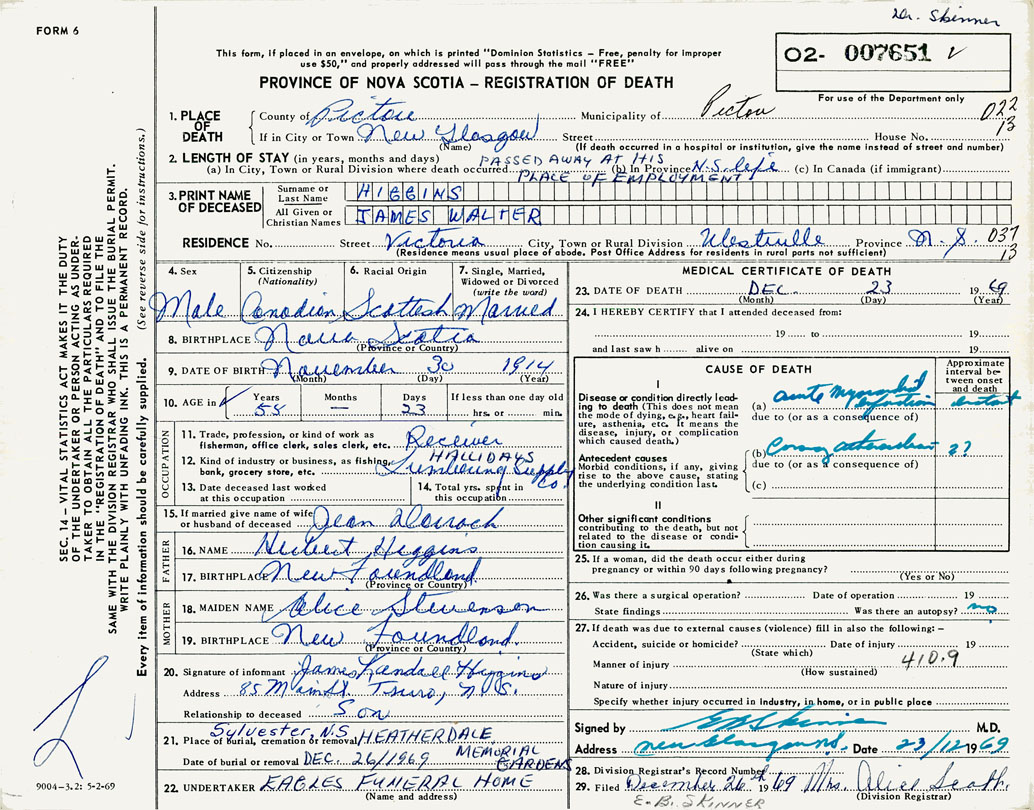 Dr. Skinner
FORM 6
This form, if placed in an envelope, on which is printed "Dominion Statistics – Free, penalty for improper
use $50," and properly addressed will pass through the mail "FREE"
PROVINCE OF NOVA SCOTIA – REGISTRATION OF DEATH
02- 007651
For use of the Department only
1. PLACE OF DEATH County of Pictou Municipality of Pictou 022
If in City or Town New Glasgow Street House No. 13
(Name) (If death occurred in a hospital or institution, give the name instead of street and number)
2. LENGTH OF STAY (in years, months and days) PASSED AWAY AT HIS
(a) In City, Town or Rural Division where death occurred PLACE OF EMPLOYMENT (b) In Province N.S. life (c) In Canada (if immigrant)
3. PRINT NAME OF DECEASED Surname or Last Name HIGGINS
All Given or Christian Names JAMES WALTER
RESIDENCE No. Street Victoria City, Town or Rural Division Westville Province N.S. 037
(Residence means usual place of abode. Post Office Address for residents in rural parts not sufficient) 13
4. Sex Male
5. Citizenship (Nationality) Canadian
6. Racial Origin Scottish
7. Single, Married, Widowed or Divorced (write the word) Married
8. BIRTHPLACE Nova Scotia
(Province or Country)
9. DATE OF BIRTH November 30 1914
(Month) (Day) (Year)
10. AGE in Years 55 Months — Days 23 If less than one day old
hrs. or min.
OCCUPATION
11. Trade, profession, or kind of work as
fishermon, office clerk, sales clerk, etc. Receiver
12. Kind of industry or business, as fishing,
bank, grocery store, etc. HALLIDAYS Lumbering Supply Co.
13. Date deceased last worked
at this occupation
14. Total yrs. spent in
this occupation
15. If married give name of wife
or husband of deceased Jean
FATHER
16. NAME Herbert Higgins
17. BIRTHPLACE New Foundland
(Province or Country)
MOTHER
18. MAIDEN NAME Alice Stevenson
19. BIRTHPLACE New Foundland.
(Province or Country)
20. Signature of informant James Randall Higgins
Address 85 Main St. Truro, N.S.
Relationship to deceased Son
Sylvester, N.S
21. Place of burial, cremation or removal HEATHERDALE
MEMORIAL GARDENS
Date of burial or removal DEC. 26/1969
22. UNDERTAKER EAGLES FUNERAL HOME
(Name and address)
MEDICAL CERTIFICATE OF DEATH
23. DATE OF DEATH DEC 23 1969
(Month) (Day) (Year)
24. I HEREBY CERTIFY that I attended deceased from:
19 to 19
and last saw h alive on 19
CAUSE OF DEATH
Approximate interval between onset and death
I
Disease or condition directly leading to death (This does not mean the mode of dying, e.g., heart failure, asthenia, etc. It means the disease, injury, or complication which caused death.)
(a) acute myocardial infarction instant
due to (or as a consequence of)
Antecedent causes
Morbid conditions, if any, giving rise to the above cause, stating the underlying condition last.
(b) Coronary ??
due to (or as a consequence of)
(c)
II
Other significant conditions
contributing to the death, but not related to the disease or condition causing it.
25. If a woman, did the death occur either during
pregnancy or within 90 days following pregnancy?
(Yes or No)
26. Was there a surgical operation? Date of operation 19
State findings Was there an autopsy? no
27. If death was due to external causes (violence) fill in also the following: –
Accident, suicide or homicide? Date of injury 19
(State which)
Manner of injury 410.9
(How sustained)
Nature of injury
Specify whether injury occurred in industry, in home, or in public place
Signed by E B Skinner M.D.
Address New Glasgow N.S. Date 23/12 1969
28. Division Registrar's Record Number
29. Filed December 26th 1969 Mrs. Alice
(Division Registrar)
E.B. SKINNER
SEC. 14 – VITAL STATISTICS ACT MAKES IT THE DUTY
OF THE UNDERTAKER OR PERSON ACTING AS UNDER-
TAKER TO OBTAIN ALL THE PARTICULARS REQUIRED
IN THE "REGISTRATION OF DEATH" AND TO FILE THE
SAME WITH THE DIVISION REGISTRAR WHO SHALL ISSUE THE BURIAL PERMIT.
WRITE PLAINLY WITH UNFADING INK. THIS IS A PERMANENT RECORD.
Every item of information should be carefully supplied. (See reverse side for instructions.)
9004–3.2: 5-2-69